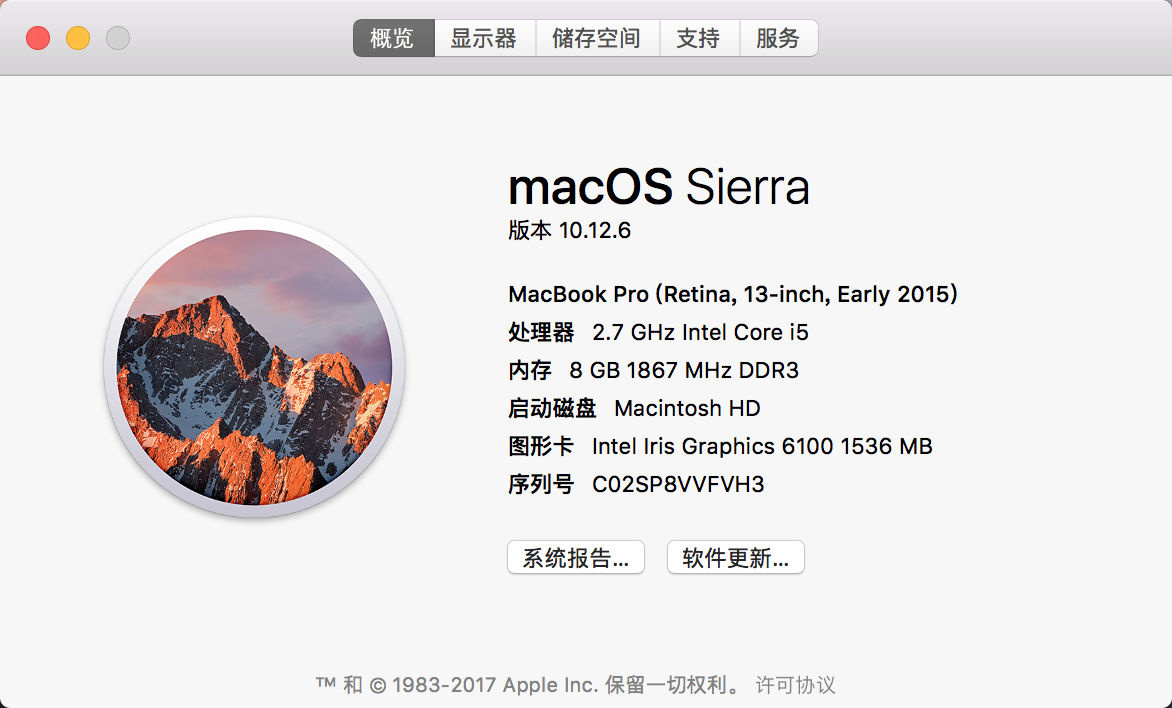 概览 显示器 储存空间 支持 服务
macOS Sierra
版本 10.12.6
MacBook Pro (Retina, 13-inch, Early 2015)
处理器 2.7 GHz Intel Core i5
内存 8 GB 1867 MHz DDR3
启动磁盘 Macintosh HD
图形卡 Intel Iris Graphics 6100 1536 MB
序列号 C02SP8VVFVH3
系统报告... 软件更新...
™ 和 © 1983-2017 Apple Inc. 保留一切权利。 许可协议